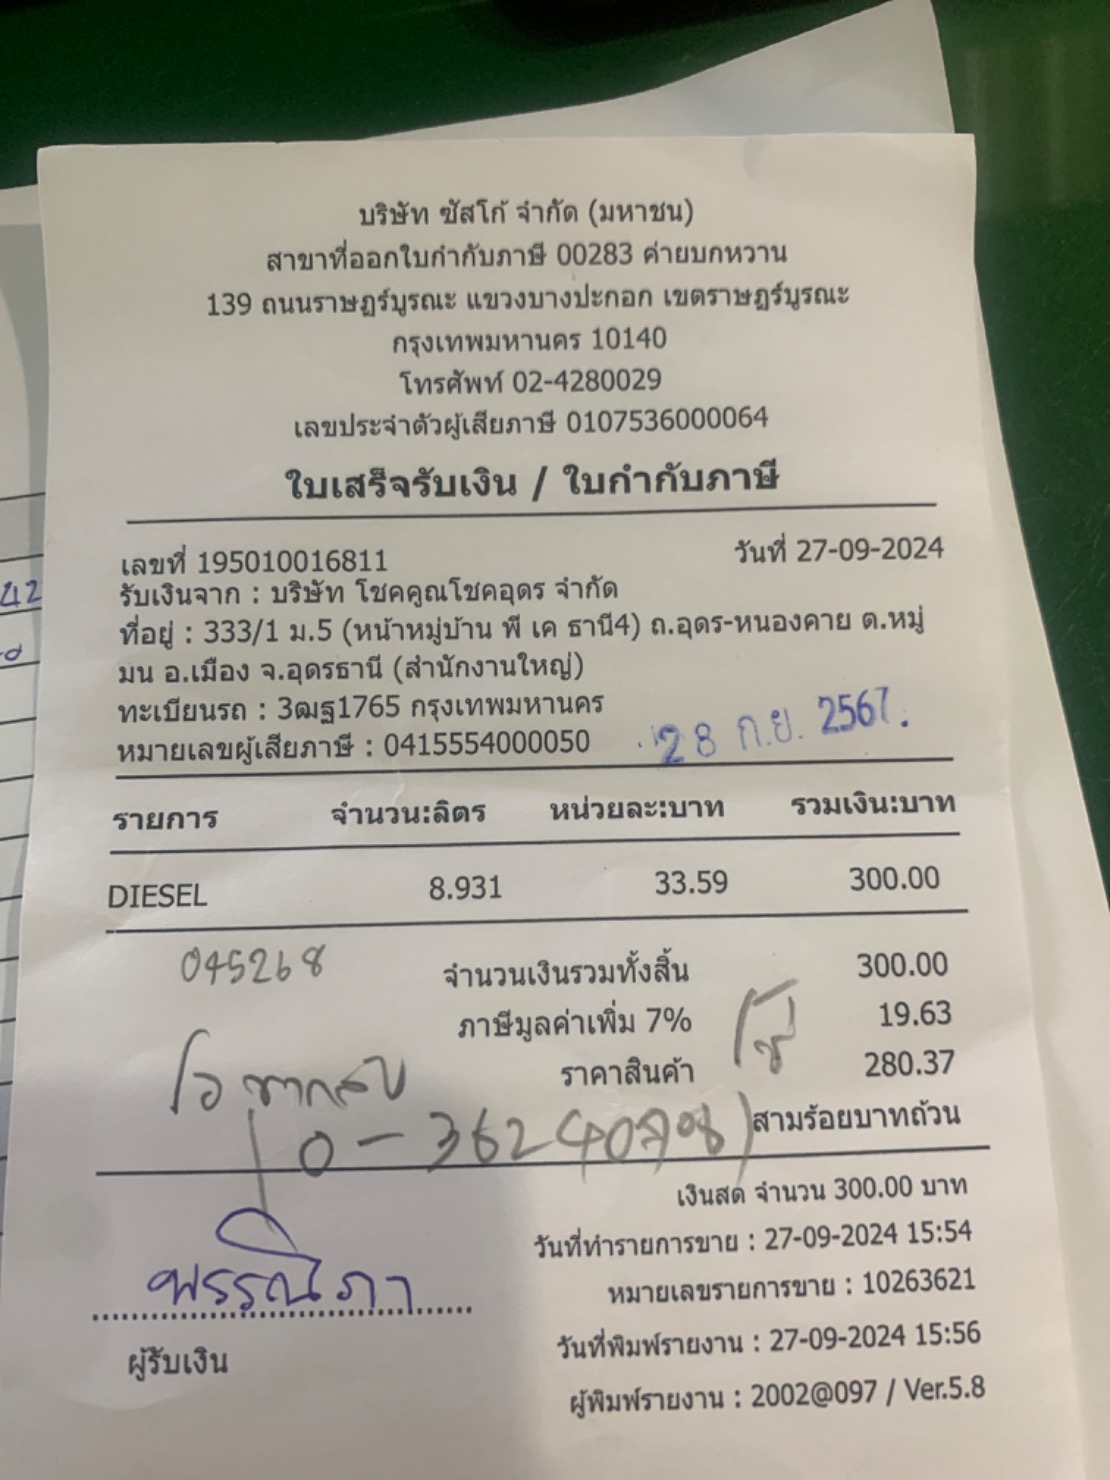 บริษัท ซัสโก้ จำกัด (มหาชน)
สาขาที่ออกใบกำกับภาษี 00283 ค่ายบกหวาน
139 ถนนราษฎร์บูรณะ แขวงบางปะกอก เขตราษฎร์บูรณะ
กรุงเทพมหานคร 10140
โทรศัพท์ 02-4280029
เลขประจำตัวผู้เสียภาษี 0107536000064
ใบเสร็จรับเงิน / ใบกำกับภาษี
เลขที่ 195010016811 วันที่ 27-09-2024
รับเงินจาก : บริษัท โชคคูณโชคอุดร จำกัด
ที่อยู่ : 333/1 ม.5 (หน้าหมู่บ้าน พี เค ธานี4) ถ.อุดร-หนองคาย ต.หมู่
มน อ.เมือง จ.อุดรธานี (สำนักงานใหญ่)
ทะเบียนรถ : 3ฒฐ1765 กรุงเทพมหานคร
หมายเลขผู้เสียภาษี : 0415554000050 28 ก.ย. 2567
รายการ จำนวน:ลิตร หน่วยละ:บาท รวมเงิน:บาท
DIESEL 8.931 33.59 300.00
045268
จำนวนเงินรวมทั้งสิ้น 300.00
ภาษีมูลค่าเพิ่ม 7% 19.63
ราคาสินค้า 280.37
สามร้อยบาทถ้วน
เงินสด จำนวน 300.00 บาท
วันที่ทำรายการขาย : 27-09-2024 15:54
หมายเลขรายการขาย : 10263621
วันที่พิมพ์รายงาน : 27-09-2024 15:56
ผู้พิมพ์รายงาน : 2002@097 / Ver.5.8
พรรณิภา
ผู้รับเงิน
42